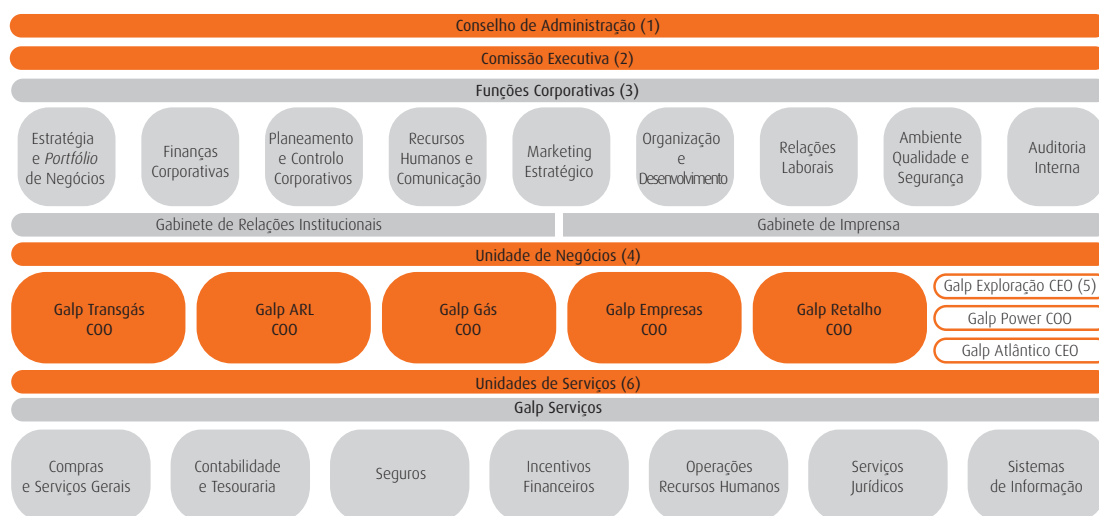 Conselho de Administração (1)
Comissão Executiva (2)
Funções Corporativas (3)
Estratégia
e Portfólio
de Negócios
Finanças
Corporativas
Planeamento
e Controlo
Corporativos
Recursos
Humanos e
Comunicação
Marketing
Estratégico
Organização
e
Desenvolvimento
Relações
Laborais
Ambiente
Qualidade e
Segurança
Auditoria
Interna
Gabinete de Relações Institucionais
Gabinete de Imprensa
Unidade de Negócios (4)
Galp Transgás
COO
Galp ARL
COO
Galp Gás
COO
Galp Empresas
COO
Galp Retalho
COO
Galp Exploração CEO (5)
Galp Power COO
Galp Atlântico CEO
Unidades de Serviços (6)
Galp Serviços
Compras
e Serviços Gerais
Contabilidade
e Tesouraria
Seguros
Incentivos
Financeiros
Operações
Recursos Humanos
Serviços
Jurídicos
Sistemas
de Informação